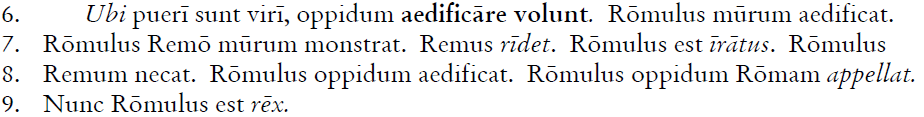 6. Ubi puerī sunt virī, oppidum aedificāre volunt. Rōmulus mūrum aedificat.
7. Rōmulus Remō mūrum monstrat. Remus rīdet. Rōmulus est īrātus. Rōmulus
8. Remum necat. Rōmulus oppidum aedificat. Rōmulus oppidum Rōmam appellat.
9. Nunc Rōmulus est rēx.